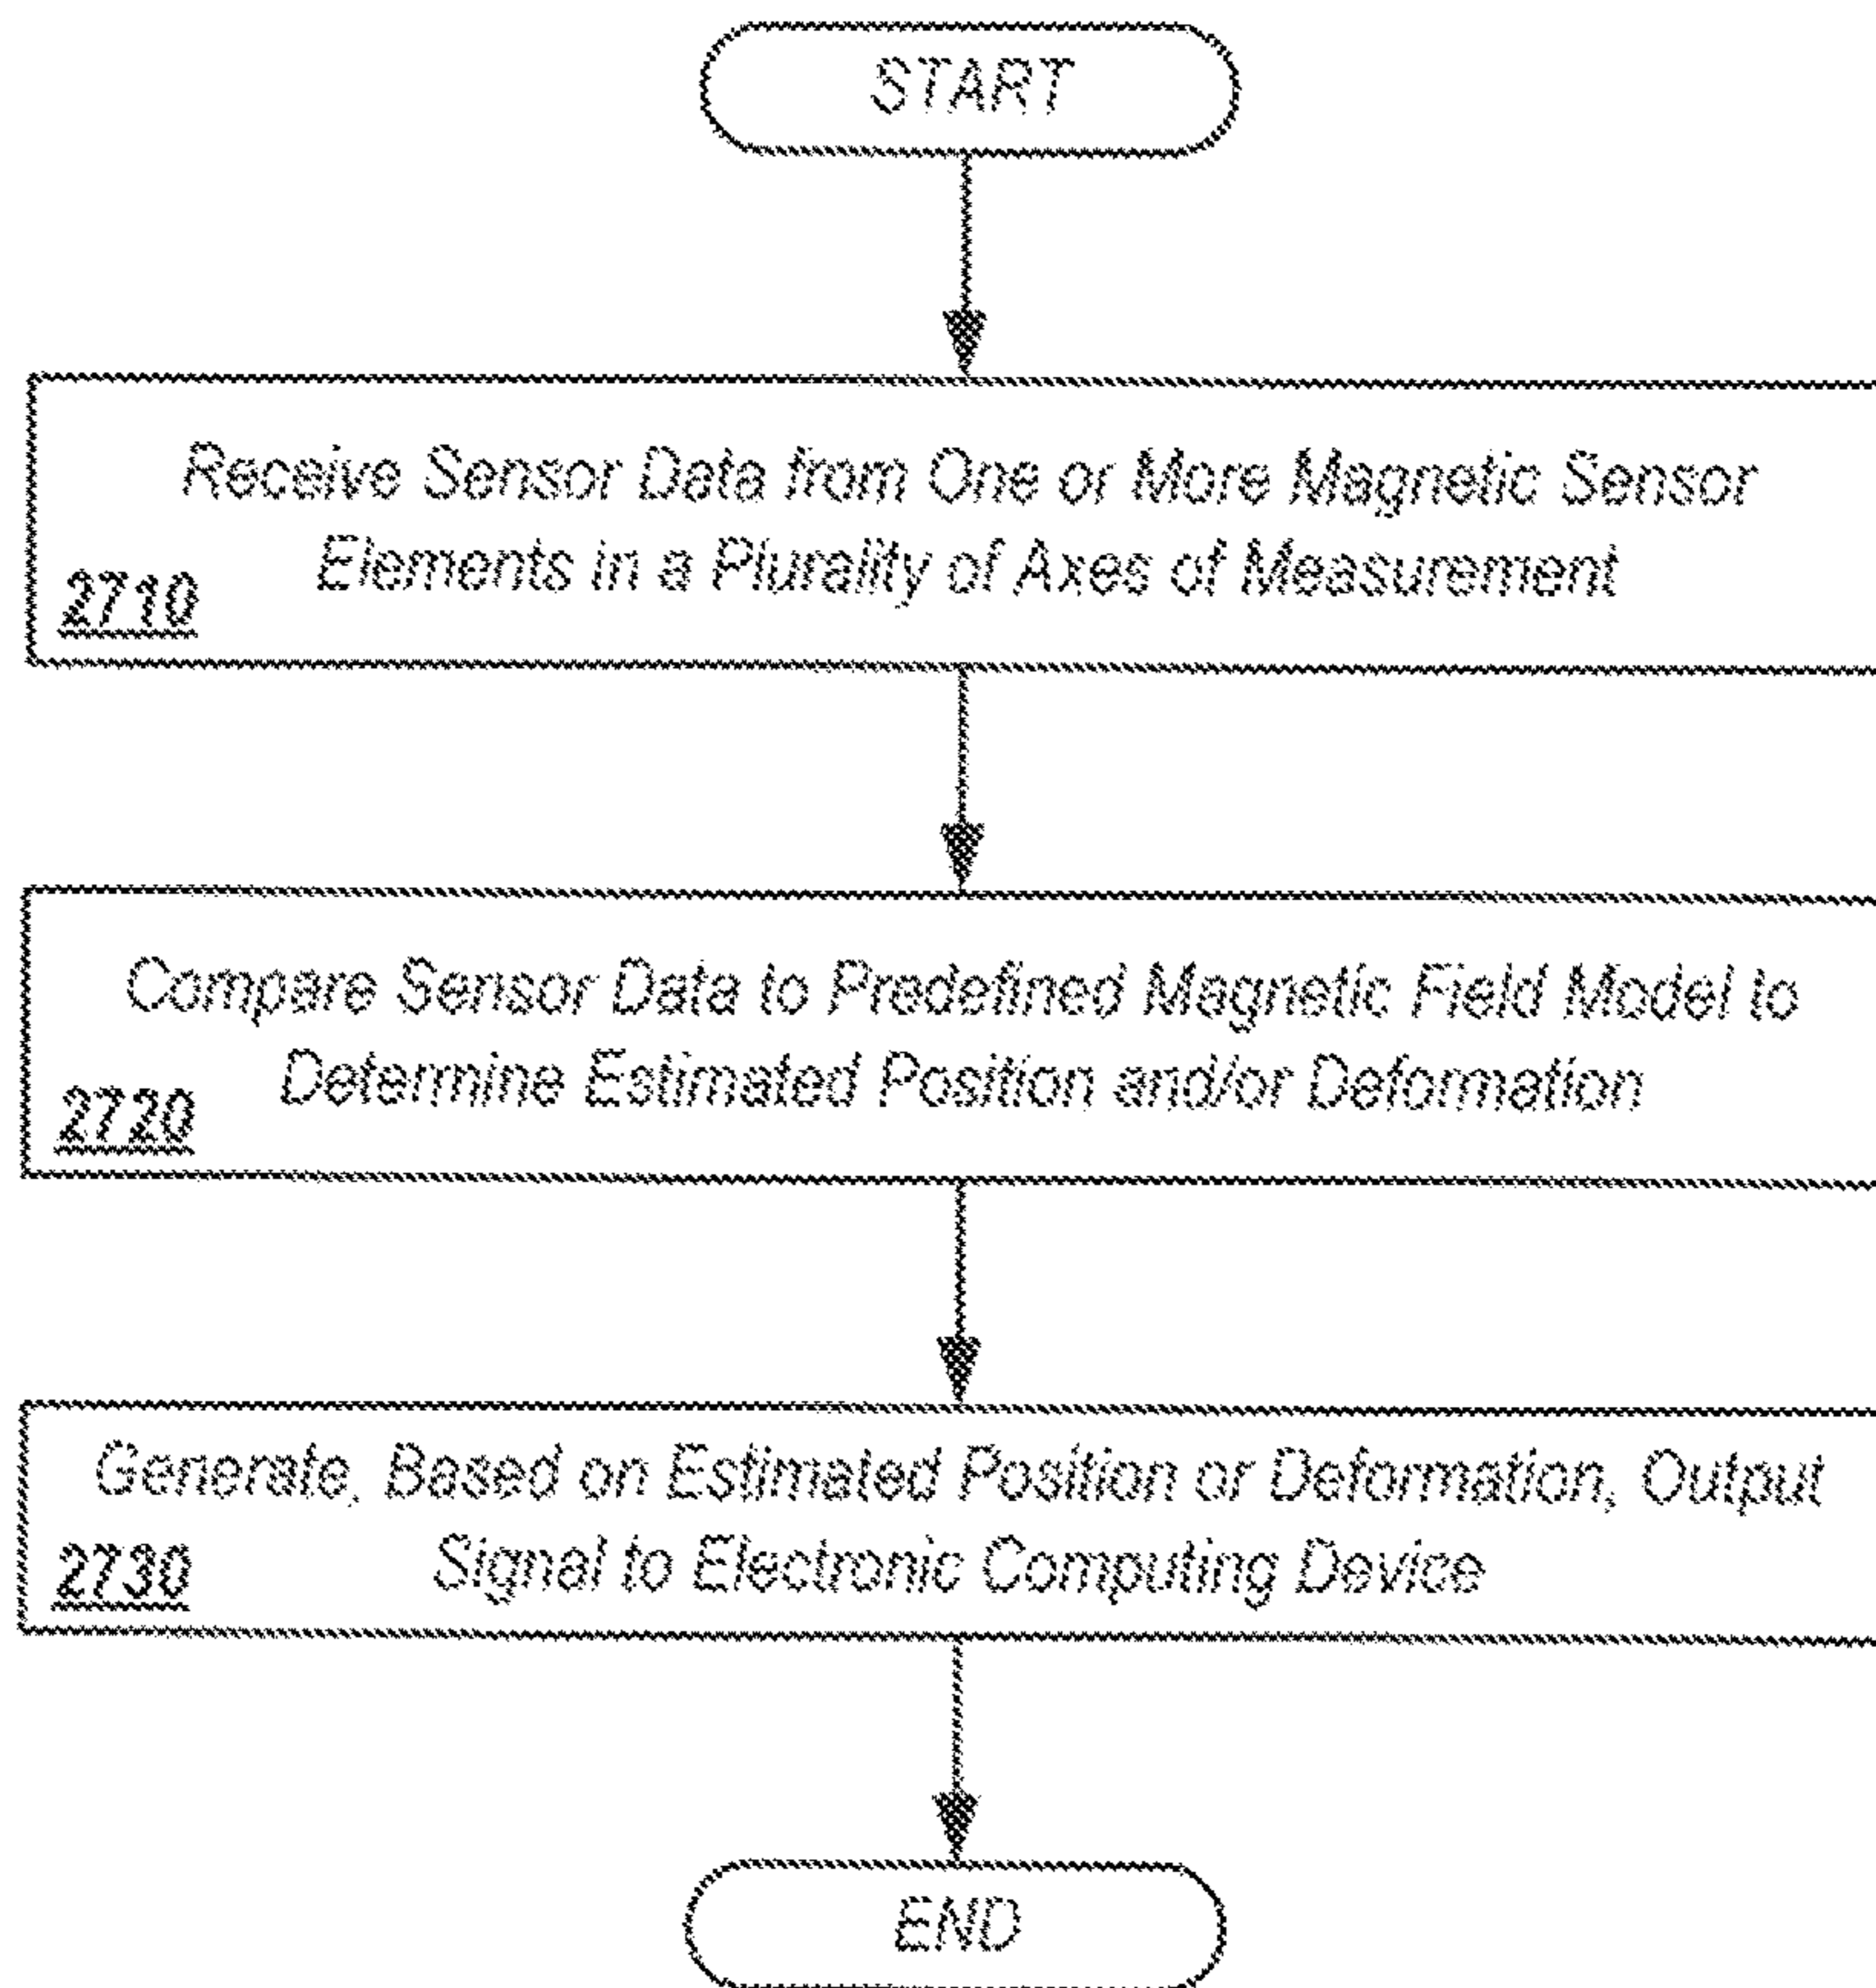 START
Receive Sensor Data from One or More Magnetic Sensor
Elements in a Plurality of Axes of Measurement
2710
Compare Sensor Data to Predefined Magnetic Field Model to
Determine Estimated Position and/or Deformation
2720
Generate, Based on Estimated Position or Deformation, Output
Signal to Electronic Computing Device
2730
END